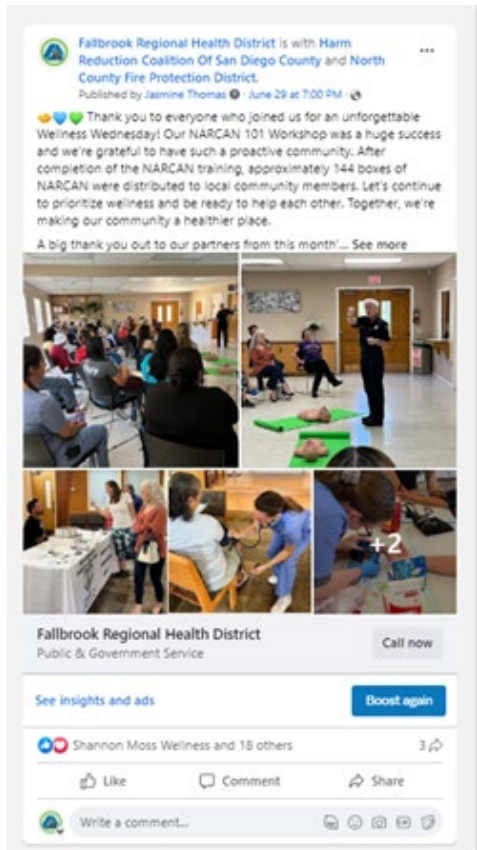 Fallbrook Regional Health District is with Harm
Reduction Coalition Of San Diego County and North
County Fire Protection District.
Published by Jasmine Thomas · June 29 at 7:00 PM ·
Thank you to everyone who joined us for an unforgettable
Wellness Wednesday! Our NARCAN 101 Workshop was a huge success
and we're grateful to have such a proactive community. After
completion of the NARCAN training, approximately 144 boxes of
NARCAN were distributed to local community members. Let's continue
to prioritize wellness and be ready to help each other. Together, we're
making our community a healthier place.
A big thank you out to our partners from this month'... See more
+2
Fallbrook Regional Health District
Public & Government Service
Call now
See insights and ads
Boost again
Shannon Moss Wellness and 18 others
3
Like
Comment
Share
Write a comment...